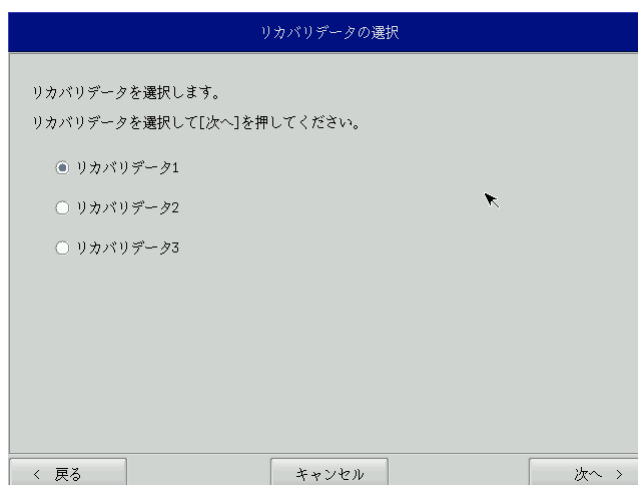 リカバリデータの選択
リカバリデータを選択します。
リカバリデータを選択して[次へ]を押してください。
リカバリデータ1
リカバリデータ2
リカバリデータ3
< 戻る
キャンセル
次へ >